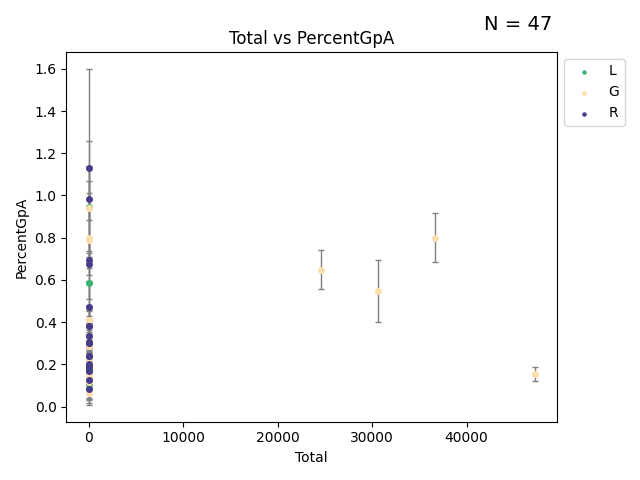 N = 47
Total vs PercentGpA
L
G
R
PercentGpA
1.6
1.4
1.2
1.0
0.8
0.6
0.4
0.2
0.0
0 10000 20000 30000 40000
Total